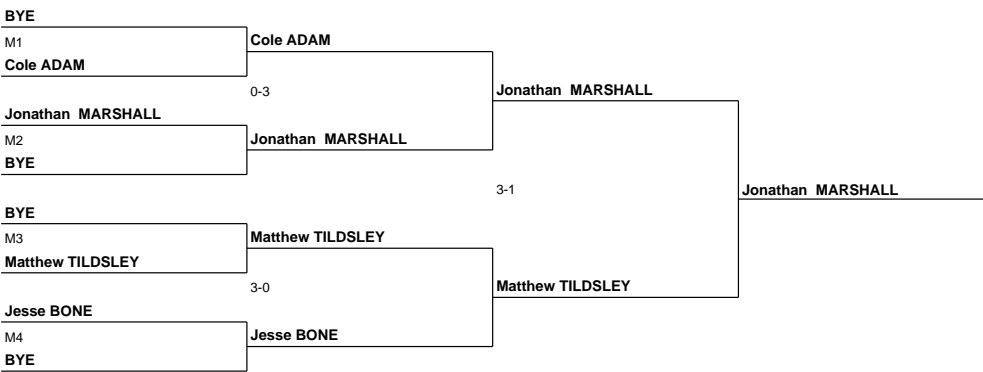 BYE
M1
Cole ADAM
Cole ADAM
0-3
Jonathan MARSHALL
Jonathan MARSHALL
M2
Jonathan MARSHALL
BYE
3-1
Jonathan MARSHALL
BYE
M3
Matthew TILDSLEY
Matthew TILDSLEY
3-0
Matthew TILDSLEY
Jesse BONE
M4
Jesse BONE
BYE